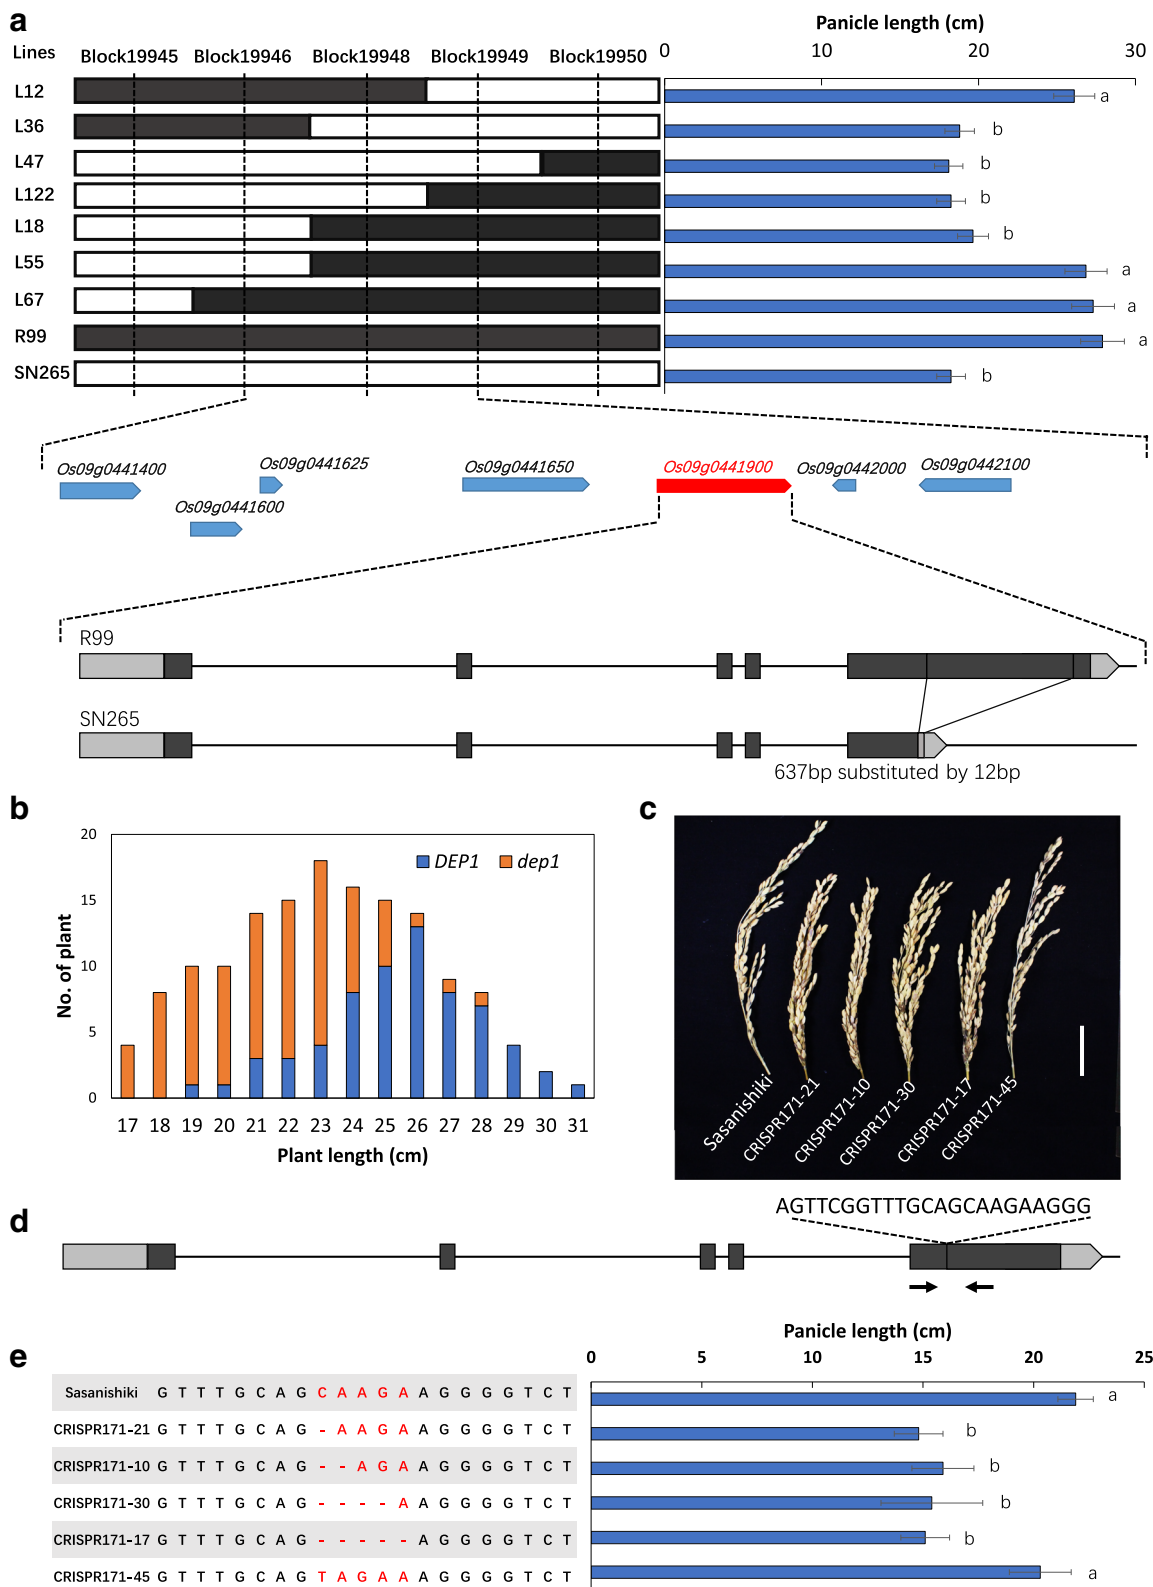 a
Panicle length (cm)
Lines
Block19945 Block19946 Block19948 Block19949 Block19950
0 10 20 30
L12 a
L36 b
L47 b
L122 b
L18 b
L55 a
L67 a
R99 a
SN265 b
Os09g0441400 Os09g0441625 Os09g0441650 Os09g0441900 Os09g0442000 Os09g0442100
Os09g0441600
R99
SN265
637bp substituted by 12bp
b
No. of plant
20
15
10
5
0
DEP1 dep1
17 18 19 20 21 22 23 24 25 26 27 28 29 30 31
Plant length (cm)
c
Sasanishiki
CRISPR171-21
CRISPR171-10
CRISPR171-30
CRISPR171-17
CRISPR171-45
d
AGTTCGGTTTGCAGCAAGAAGGG
e
Panicle length (cm)
0 5 10 15 20 25
Sasanishiki G T T T G C A G C A A G A A G G G G T C T a
CRISPR171-21 G T T T G C A G - A A G A A G G G G T C T b
CRISPR171-10 G T T T G C A G - - A G A A G G G G T C T b
CRISPR171-30 G T T T G C A G - - - - A A G G G G T C T b
CRISPR171-17 G T T T G C A G - - - - - A G G G G T C T b
CRISPR171-45 G T T T G C A G T A G A A A G G G G T C T a